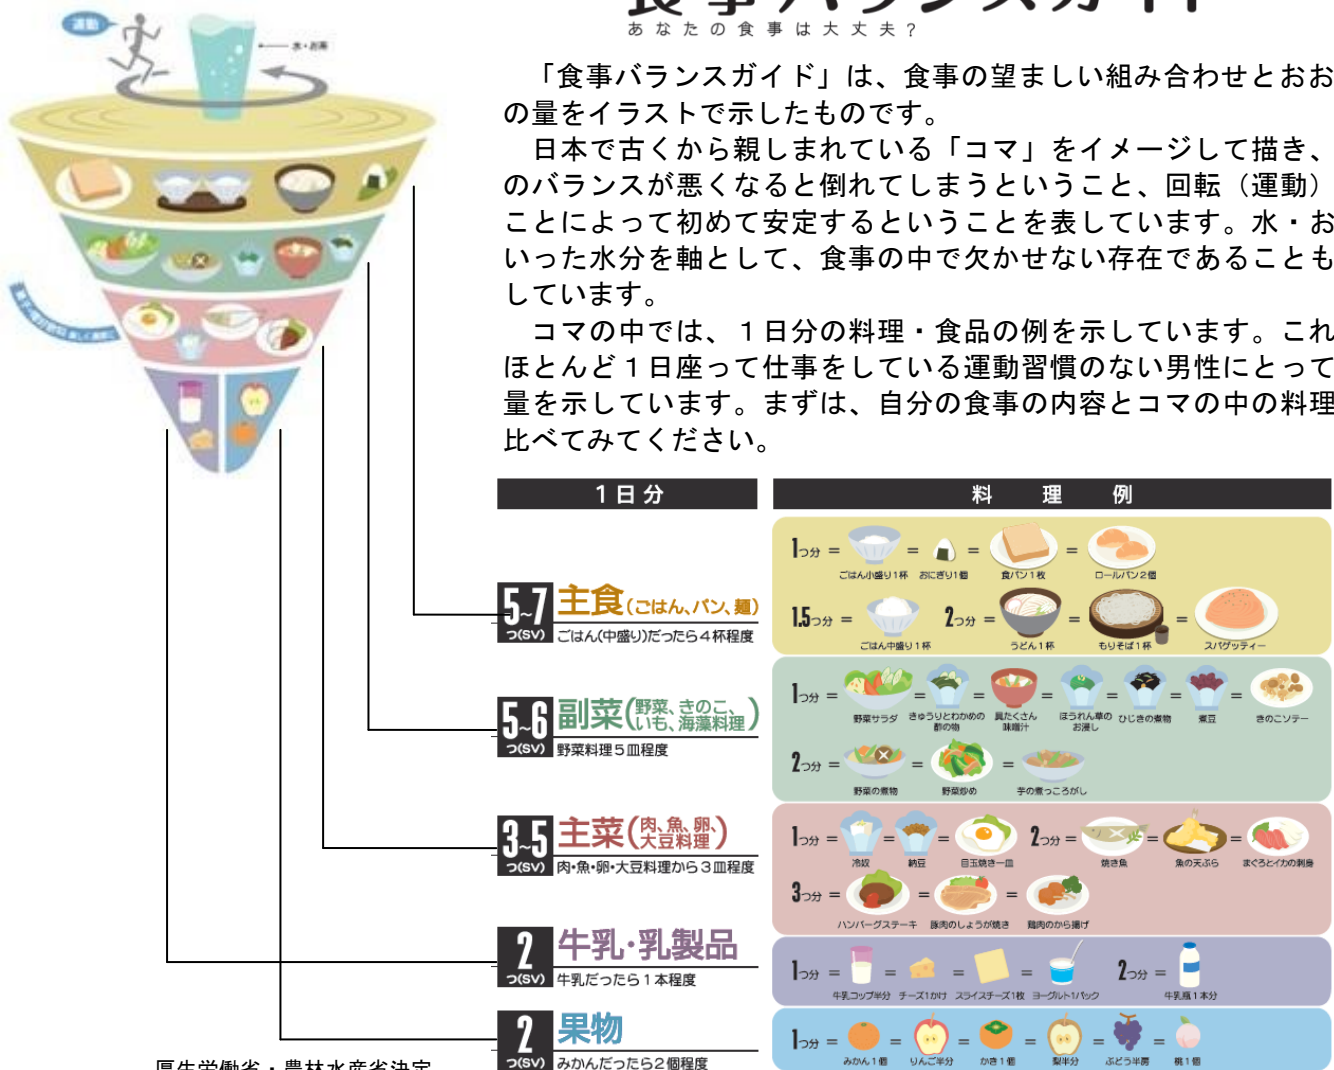 食事バランスガイド
あなたの食事は大丈夫?
運動
水・お茶
「食事バランスガイド」は、食事の望ましい組み合わせとおお
の量をイラストで示したものです。
日本で古くから親しまれている「コマ」をイメージして描き、
のバランスが悪くなると倒れてしまうということ、回転（運動）
ことによって初めて安定するということを表しています。水・お
いった水分を軸として、食事の中で欠かせない存在であることも
しています。
コマの中では、１日分の料理・食品の例を示しています。これ
ほとんど１日座って仕事をしている運動習慣のない男性にとって
量を示しています。まずは、自分の食事の内容とコマの中の料理
比べてみてください。
1日分
料理例
5~7 つ(SV) 主食(ごはん、パン、麺)
ごはん(中盛り)だったら4杯程度
1つ分 = ごはん小盛り1杯 = おにぎり1個 = 食パン1枚 = ロールパン2個
1.5つ分 = ごはん中盛り1杯 2つ分 = うどん1杯 = もりそば1杯 = スパゲッティー
5~6 つ(SV) 副菜(野菜、きのこ、いも、海藻料理)
野菜料理5皿程度
1つ分 = 野菜サラダ = きゅうりとわかめの酢の物 = 具たくさん味噌汁 = ほうれん草のお浸し = ひじきの煮物 = 煮豆 = きのこソテー
2つ分 = 野菜の煮物 = 野菜炒め = 芋の煮っころがし
3~5 つ(SV) 主菜(肉、魚、卵、大豆料理)
肉・魚・卵・大豆料理から3皿程度
1つ分 = 冷奴 = 納豆 = 目玉焼き一皿 2つ分 = 焼き魚 = 魚の天ぷら = まぐろとイカの刺身
3つ分 = ハンバーグステーキ = 豚肉のしょうが焼き = 鶏肉のから揚げ
2 つ(SV) 牛乳・乳製品
牛乳だったら1本程度
1つ分 = 牛乳コップ半分 = チーズ1かけ = スライスチーズ1枚 = ヨーグルト1パック 2つ分 = 牛乳瓶1本分
2 つ(SV) 果物
みかんだったら2個程度
1つ分 = みかん1個 = りんご半分 = かき1個 = 梨半分 = ぶどう半房 = 桃1個
厚生労働省・農林水産省決定